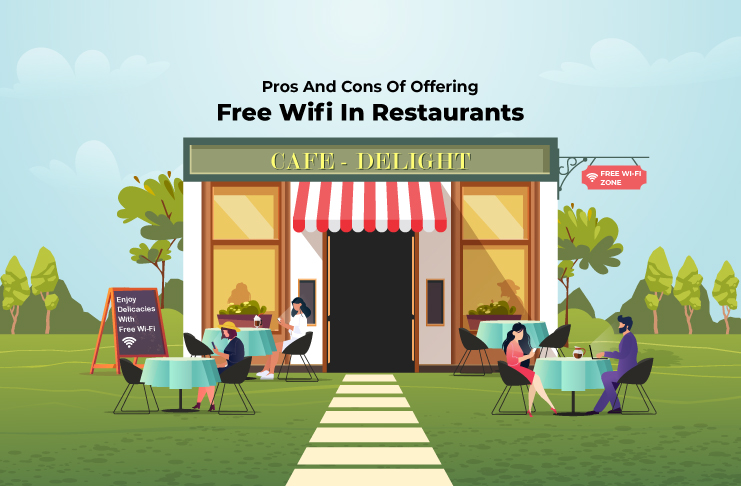 Pros And Cons Of Offering
Free Wifi In Restaurants
CAFE - DELIGHT
FREE WI-FI
ZONE
Enjoy
Delicacies
With
Free Wi-Fi